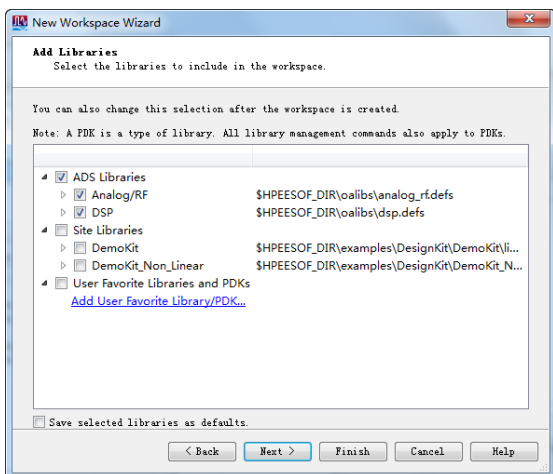 New Workspace Wizard
Add Libraries
Select the libraries to include in the workspace.
You can also change this selection after the workspace is created.
Note: A PDK is a type of library. All library management commands also apply to PDKs.
ADS Libraries
Analog/RF $HPEESOF_DIR\oalibs\analog_rf.defs
DSP $HPEESOF_DIR\oalibs\dsp.defs
Site Libraries
DemoKit $HPEESOF_DIR\examples\DesignKit\DemoKit\li...
DemoKit_Non_Linear $HPEESOF_DIR\examples\DesignKit\DemoKit_N...
User Favorite Libraries and PDKs
Add User Favorite Library/PDK...
Save selected libraries as defaults.
< Back Next > Finish Cancel Help